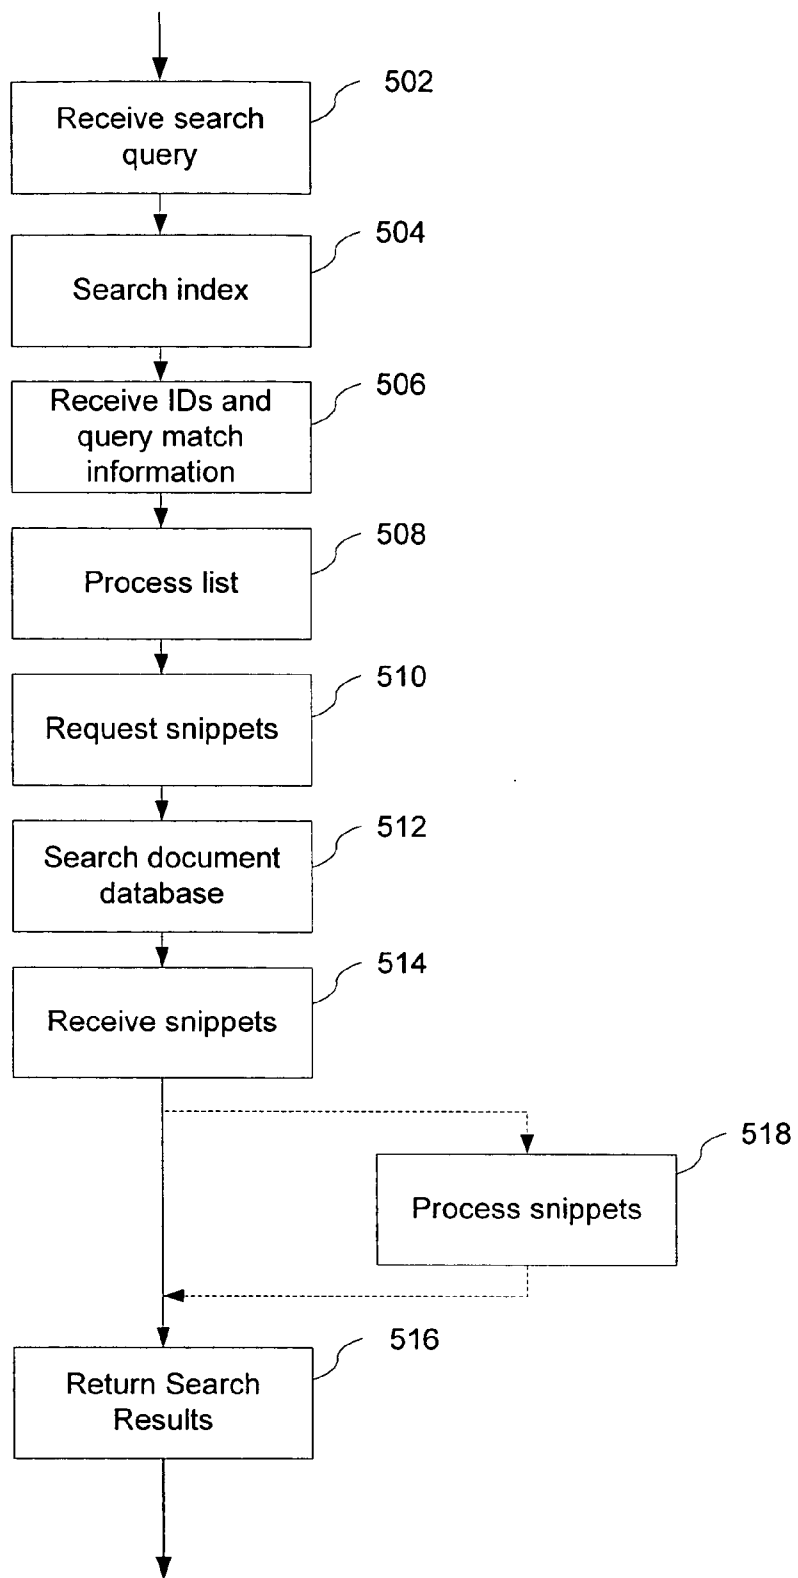 502
Receive search
query
504
Search index
506
Receive IDs and
query match
information
508
Process list
510
Request snippets
512
Search document
database
514
Receive snippets
518
Process snippets
516
Return Search
Results